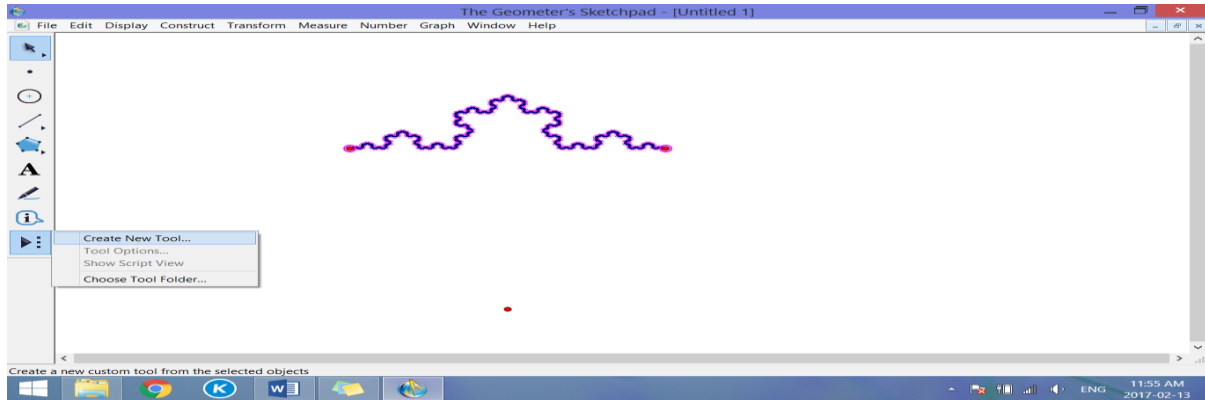 The Geometer's Sketchpad - [Untitled 1]
File Edit Display Construct Transform Measure Number Graph Window Help
A
i
Create New Tool...
Tool Options...
Show Script View
Choose Tool Folder...
Create a new custom tool from the selected objects
K
W
ENG
11:55 AM
2017-02-13